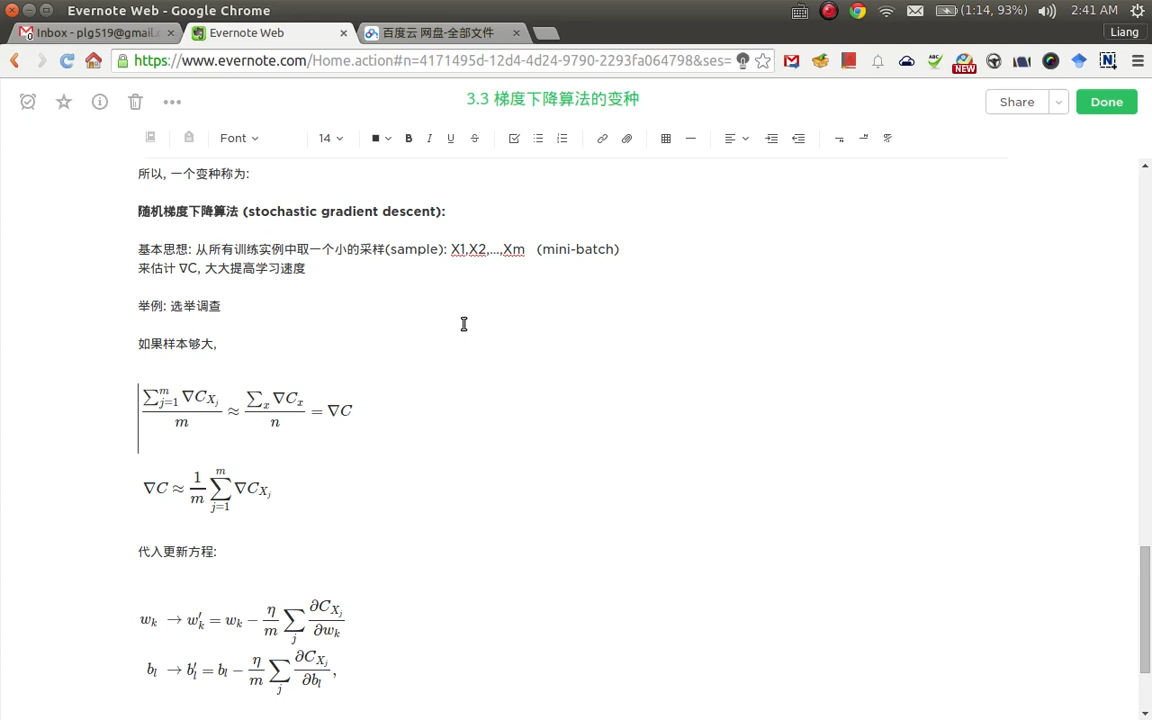 Evernote Web - Google Chrome
(1:14, 93%) 2:41 AM
Inbox - plg519@gmail.c
Evernote Web
百度云 网盘-全部文件
Liang
https://www.evernote.com/Home.action#n=4171495d-12d4-4d24-9790-2293fa064798&ses=
NEW
3.3 梯度下降算法的变种
Share
Done
Font
14
B I U S
所以, 一个变种称为:
随机梯度下降算法 (stochastic gradient descent):
基本思想: 从所有训练实例中取一个小的采样(sample): X1,X2,...,Xm (mini-batch)
来估计 ∇C, 大大提高学习速度
举例: 选举调查
如果样本够大,
∑_{j=1}^{m} ∇C_{X_j} / m ≈ ∑_x ∇C_x / n = ∇C
∇C ≈ 1/m ∑_{j=1}^{m} ∇C_{X_j}
代入更新方程:
w_k → w_k′ = w_k − η/m ∑_j ∂C_{X_j}/∂w_k
b_l → b_l′ = b_l − η/m ∑_j ∂C_{X_j}/∂b_l,